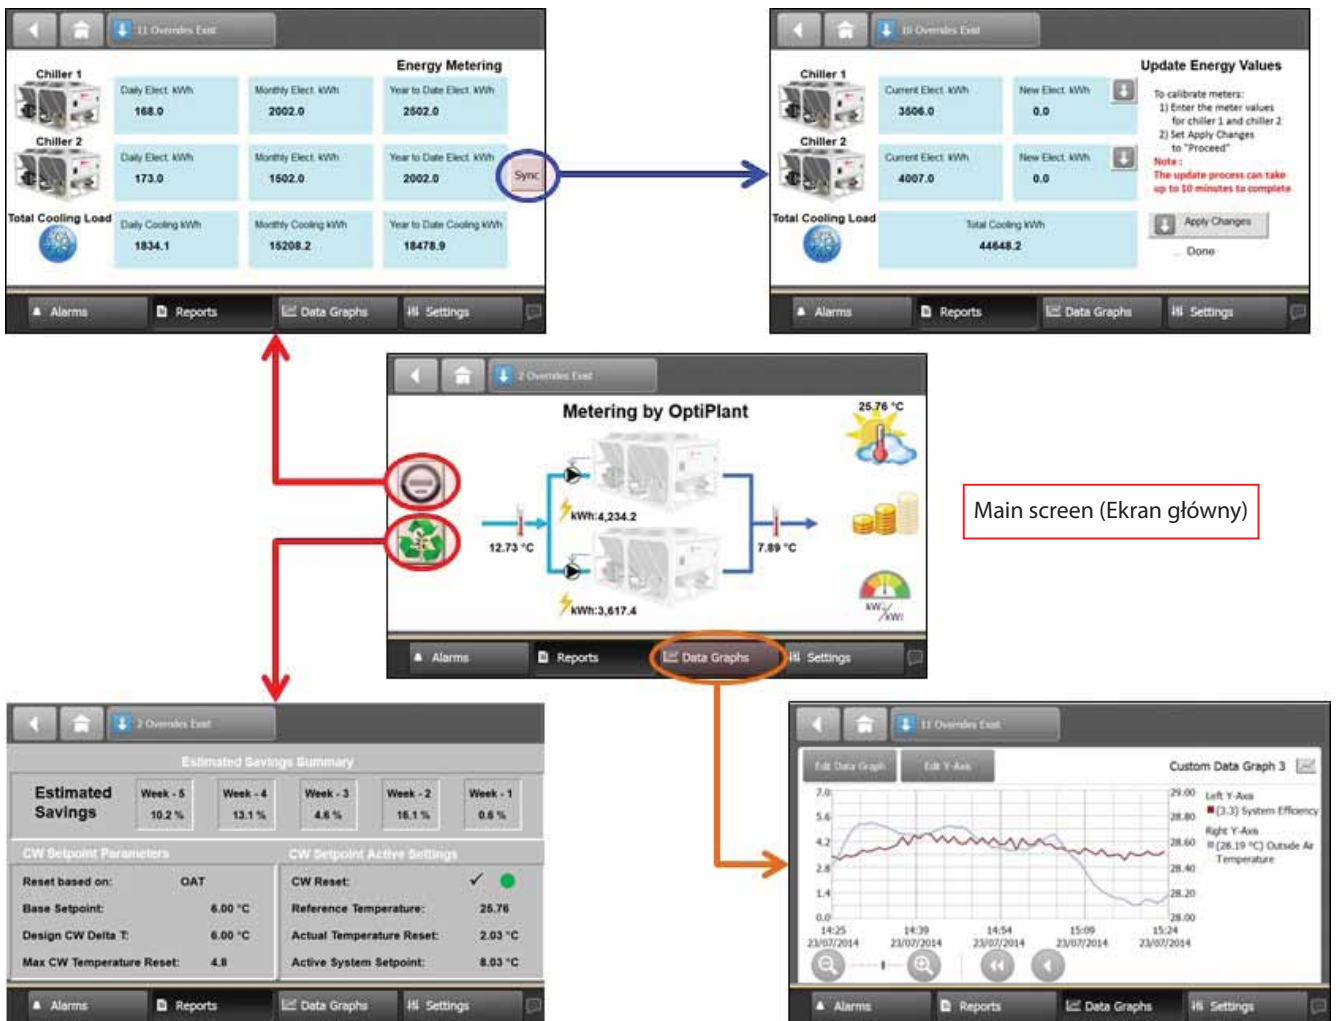 11 Overrides Exist
Energy Metering
Chiller 1
Daily Elect. kWh
168.0
Monthly Elect. kWh
2002.0
Year to Date Elect. kWh
2502.0
Chiller 2
Daily Elect. kWh
173.0
Monthly Elect. kWh
1502.0
Year to Date Elect. kWh
2002.0
Sync
Total Cooling Load
Daily Cooling kWh
1834.1
Monthly Cooling kWh
15208.2
Year to Date Cooling kWh
18478.9
Alarms
Reports
Data Graphs
Settings
10 Overrides Exist
Update Energy Values
Chiller 1
Current Elect. kWh
3506.0
New Elect. kWh
0.0
To calibrate meters:
1) Enter the meter values
for chiller 1 and chiller 2
2) Set Apply Changes
to "Proceed"
Note :
The update process can take
up to 10 minutes to complete
Chiller 2
Current Elect. kWh
4007.0
New Elect. kWh
0.0
Total Cooling Load
Total Cooling kWh
44648.2
Apply Changes
Done
Alarms
Reports
Data Graphs
Settings
2 Overrides Exist
Metering by OptiPlant
25.76 °C
kWh:4,234.2
12.73 °C
7.89 °C
kWh:3,617.4
kW/kW
Alarms
Reports
Data Graphs
Settings
Main screen (Ekran główny)
2 Overrides Exist
Estimated Savings Summary
Estimated
Savings
Week - 5
10.2 %
Week - 4
13.1 %
Week - 3
4.6 %
Week - 2
16.1 %
Week - 1
0.6 %
CW Setpoint Parameters
Reset based on: OAT
Base Setpoint: 6.00 °C
Design CW Delta T: 6.00 °C
Max CW Temperature Reset: 4.8
CW Setpoint Active Settings
CW Reset:
Reference Temperature: 25.76
Actual Temperature Reset: 2.03 °C
Active System Setpoint: 8.03 °C
Alarms
Reports
Data Graphs
Settings
11 Overrides Exist
Edit Data Graph
Edit Y-Axis
Custom Data Graph 3
7.0
5.6
4.2
2.8
1.4
0.0
29.00
28.80
28.60
28.40
28.20
28.00
Left Y-Axis
(3.3) System Efficiency
Right Y-Axis
(28.19 °C) Outside Air
Temperature
14:25
23/07/2014
14:39
23/07/2014
14:54
23/07/2014
15:09
23/07/2014
15:24
23/07/2014
Alarms
Reports
Data Graphs
Settings